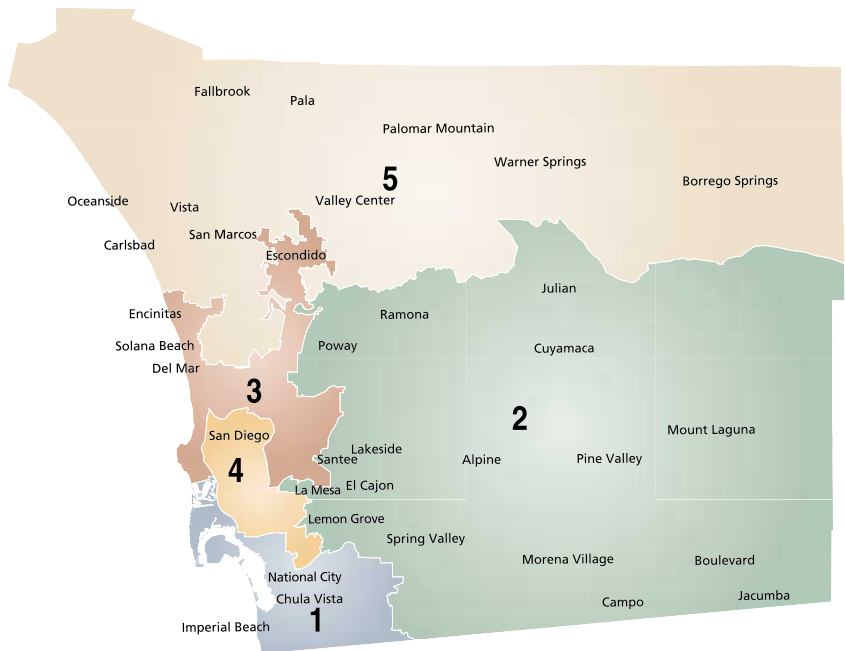 Fallbrook
Pala
Palomar Mountain
Warner Springs
5
Borrego Springs
Oceanside
Vista
Valley Center
San Marcos
Carlsbad
Escondido
Julian
Encinitas
Ramona
Solana Beach
Poway
Cuyamaca
Del Mar
3
2
Mount Laguna
San Diego
Lakeside
Santee
Alpine
Pine Valley
4
La Mesa
El Cajon
Lemon Grove
Spring Valley
Morena Village
Boulevard
National City
Chula Vista
Jacumba
Campo
1
Imperial Beach